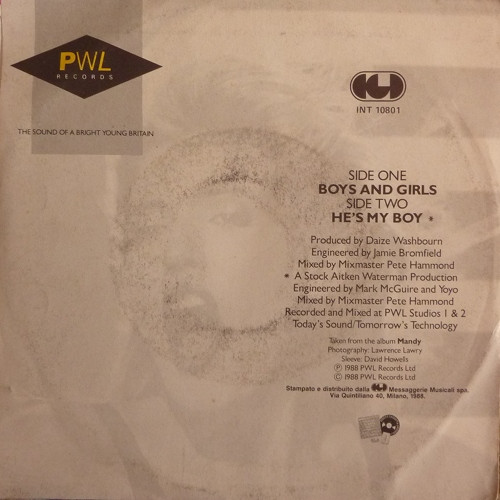 PWL
RECORDS
THE SOUND OF A BRIGHT YOUNG BRITAIN
INT 10801
SIDE ONE
BOYS AND GIRLS
SIDE TWO
HE'S MY BOY *
Produced by Daize Washbourn
Engineered by Jamie Bromfield
Mixed by Mixmaster Pete Hammond
* A Stock Aitken Waterman Production
Engineered by Mark McGuire and Yoyo
Mixed by Mixmaster Pete Hammond
Recorded and Mixed at PWL Studios 1 & 2
Today's Sound/Tomorrow's Technology
Taken from the album Mandy
Photography: Lawrence Lawry
Sleeve: David Howells
Ⓟ 1988 PWL Records Ltd
© 1988 PWL Records Ltd
Stampato e distribuito dalla Messaggerie Musicali spa.
Via Quintiliano 40, Milano, 1988.